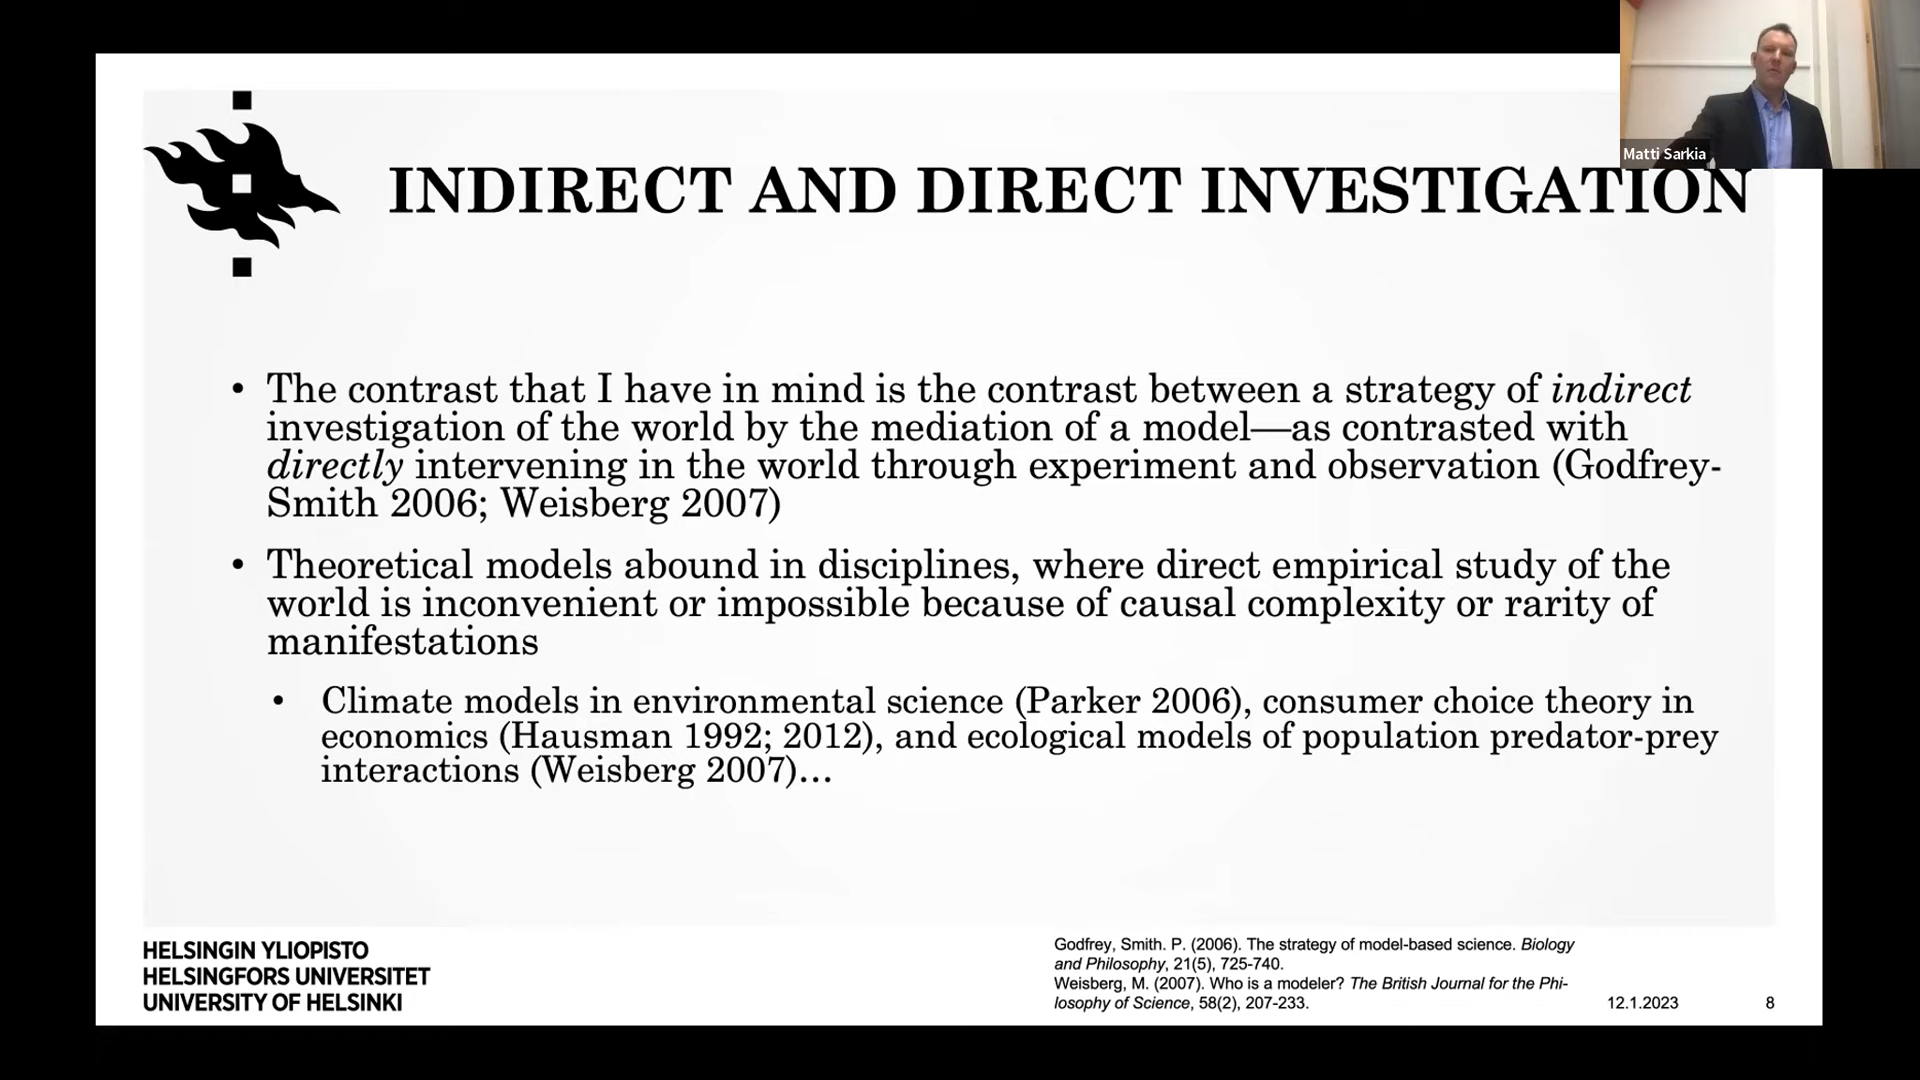 Matti Sarkia
INDIRECT AND DIRECT INVESTIGATION
• The contrast that I have in mind is the contrast between a strategy of indirect
investigation of the world by the mediation of a model—as contrasted with
directly intervening in the world through experiment and observation (Godfrey-
Smith 2006; Weisberg 2007)
• Theoretical models abound in disciplines, where direct empirical study of the
world is inconvenient or impossible because of causal complexity or rarity of
manifestations
• Climate models in environmental science (Parker 2006), consumer choice theory in
economics (Hausman 1992; 2012), and ecological models of population predator-prey
interactions (Weisberg 2007)…
HELSINGIN YLIOPISTO
HELSINGFORS UNIVERSITET
UNIVERSITY OF HELSINKI
Godfrey, Smith. P. (2006). The strategy of model-based science. Biology
and Philosophy, 21(5), 725-740.
Weisberg, M. (2007). Who is a modeler? The British Journal for the Phi-
losophy of Science, 58(2), 207-233.
12.1.2023
8